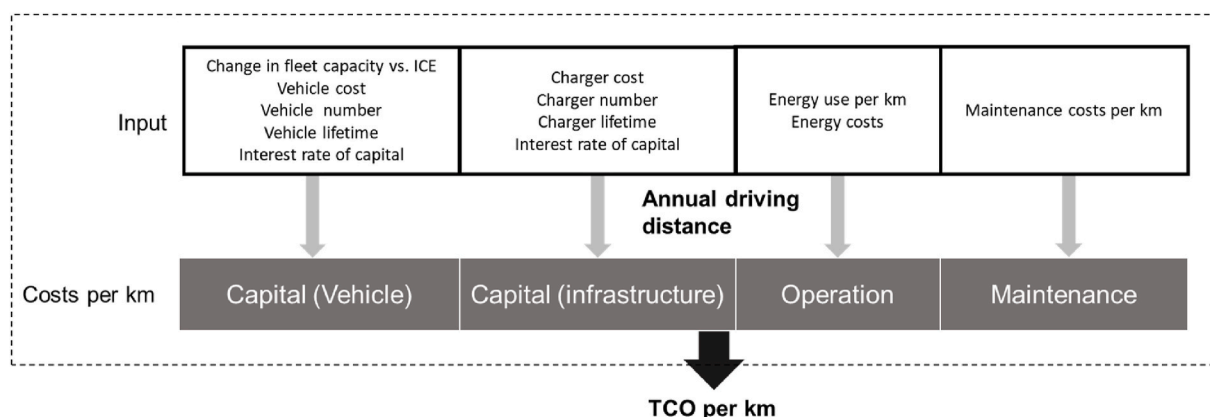 Input
Change in fleet capacity vs. ICE
Vehicle cost
Vehicle number
Vehicle lifetime
Interest rate of capital
Charger cost
Charger number
Charger lifetime
Interest rate of capital
Energy use per km
Energy costs
Maintenance costs per km
Annual driving
distance
Costs per km
Capital (Vehicle)
Capital (infrastructure)
Operation
Maintenance
TCO per km